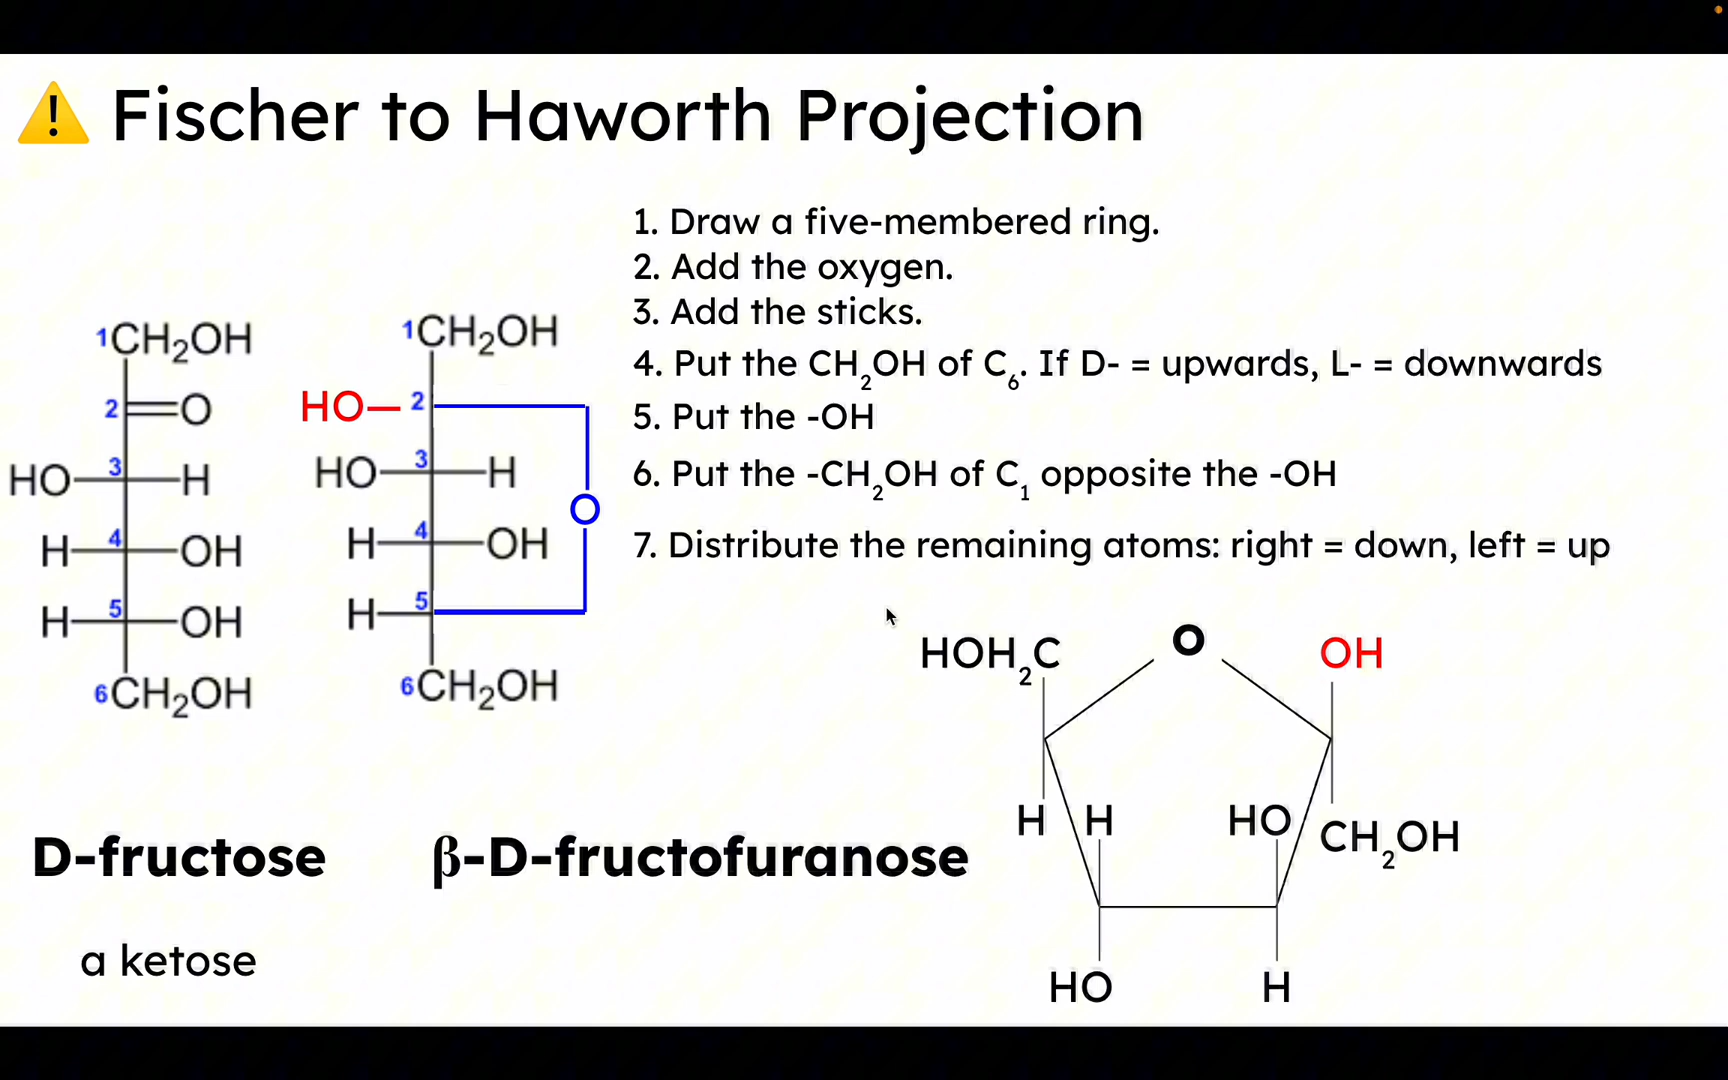 ⚠ Fischer to Haworth Projection
1. Draw a five-membered ring.
2. Add the oxygen.
3. Add the sticks.
4. Put the CH₂OH of C₆. If D- = upwards, L- = downwards
5. Put the -OH
6. Put the -CH₂OH of C₁ opposite the -OH
7. Distribute the remaining atoms: right = down, left = up
1CH₂OH
2 O
HO 3 H
H 4 OH
H 5 OH
6CH₂OH
1CH₂OH
HO 2
HO 3 H
O
H 4 OH
H 5
6CH₂OH
HOH₂C O OH
H H HO CH₂OH
HO H
D-fructose
β-D-fructofuranose
a ketose